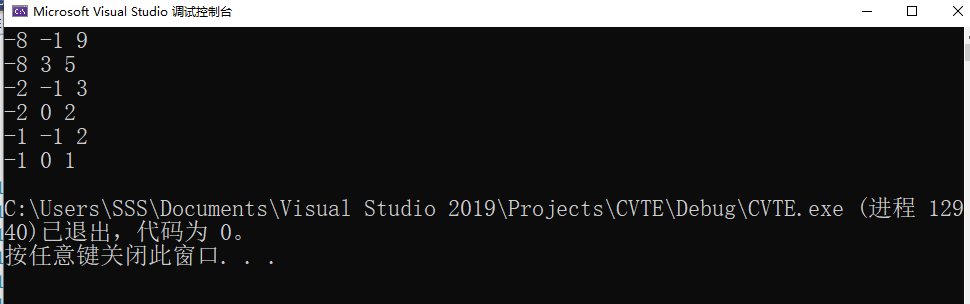 Microsoft Visual Studio 调试控制台
-8 -1 9
-8 3 5
-2 -1 3
-2 0 2
-1 -1 2
-1 0 1
C:\Users\SSS\Documents\Visual Studio 2019\Projects\CVTE\Debug\CVTE.exe (进程 129
40)已退出，代码为 0。
按任意键关闭此窗口. . .